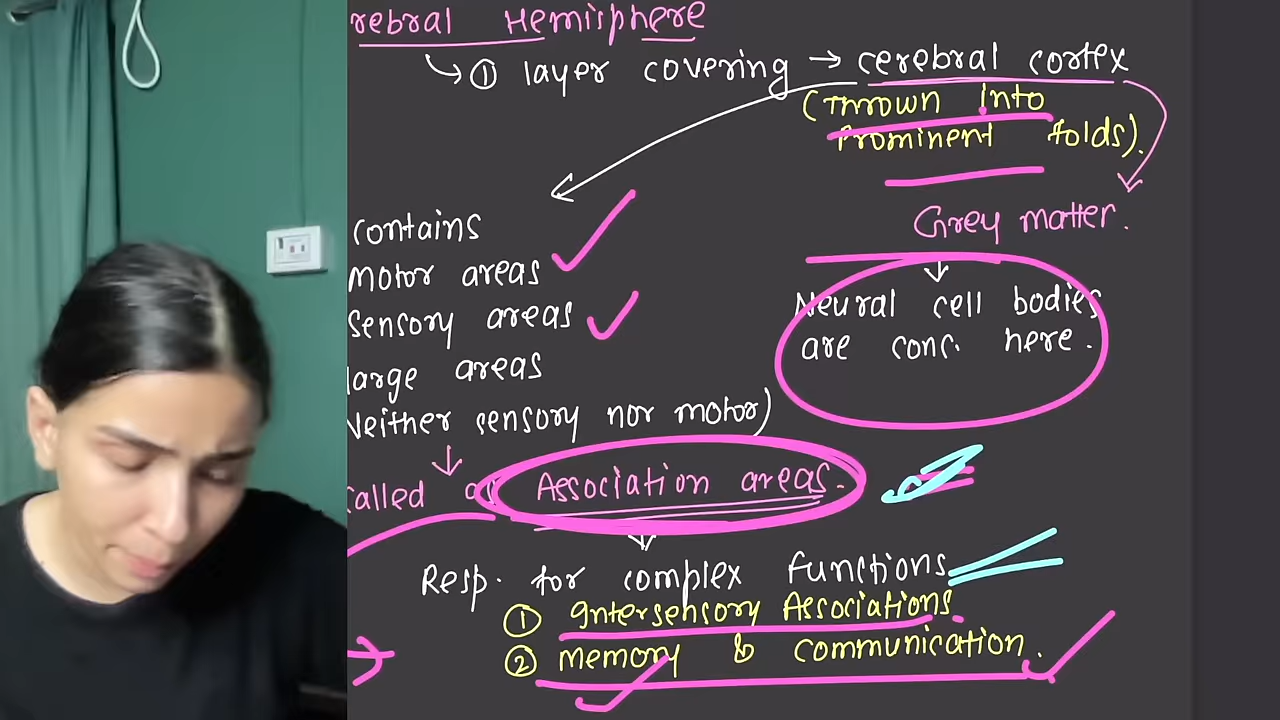 rebral Hemisphere
① layer covering → cerebral cortex
(Thrown into
Prominent folds).
Grey matter.
contains
motor areas
sensory areas
large areas
Neither sensory nor motor)
Neural cell bodies
are conc. here.
called as Association areas.
Resp. for complex functions
① Intersensory Associations.
② memory & communication.